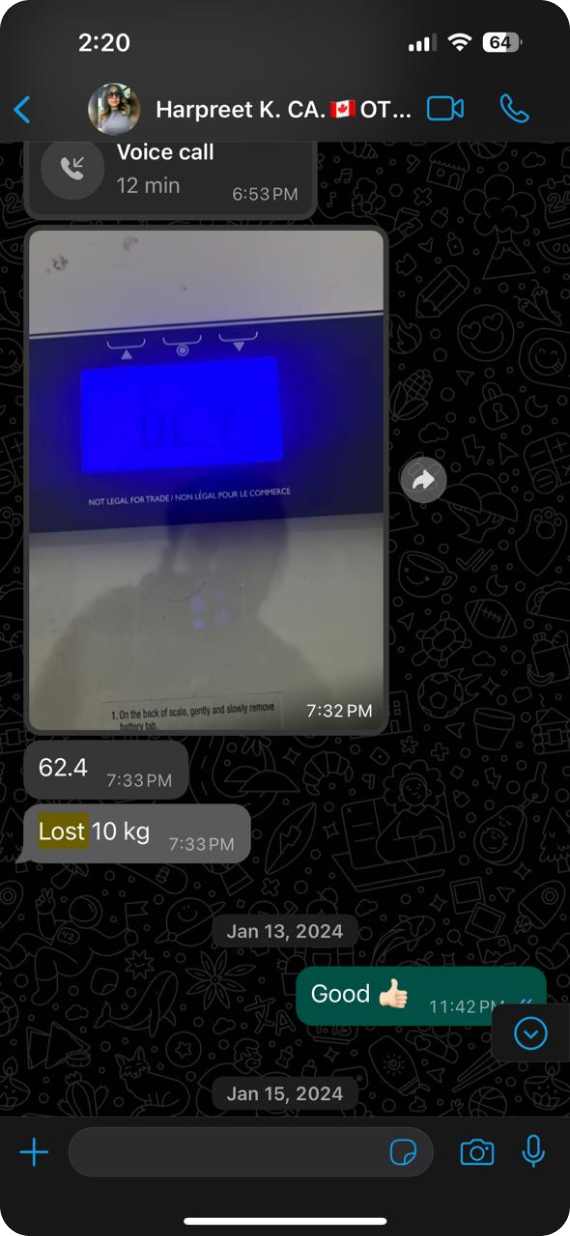 2:20
64
Harpreet K. CA.🇨🇦OT...
Voice call
12 min
6:53 PM
NOT LEGAL FOR TRADE / NON LÉGAL POUR LE COMMERCE
1. On the back of scale, gently and slowly remove
battery tab.
7:32 PM
62.4
7:33 PM
Lost 10 kg
7:33 PM
Jan 13, 2024
Good 👍🏻
11:42 PM
Jan 15, 2024